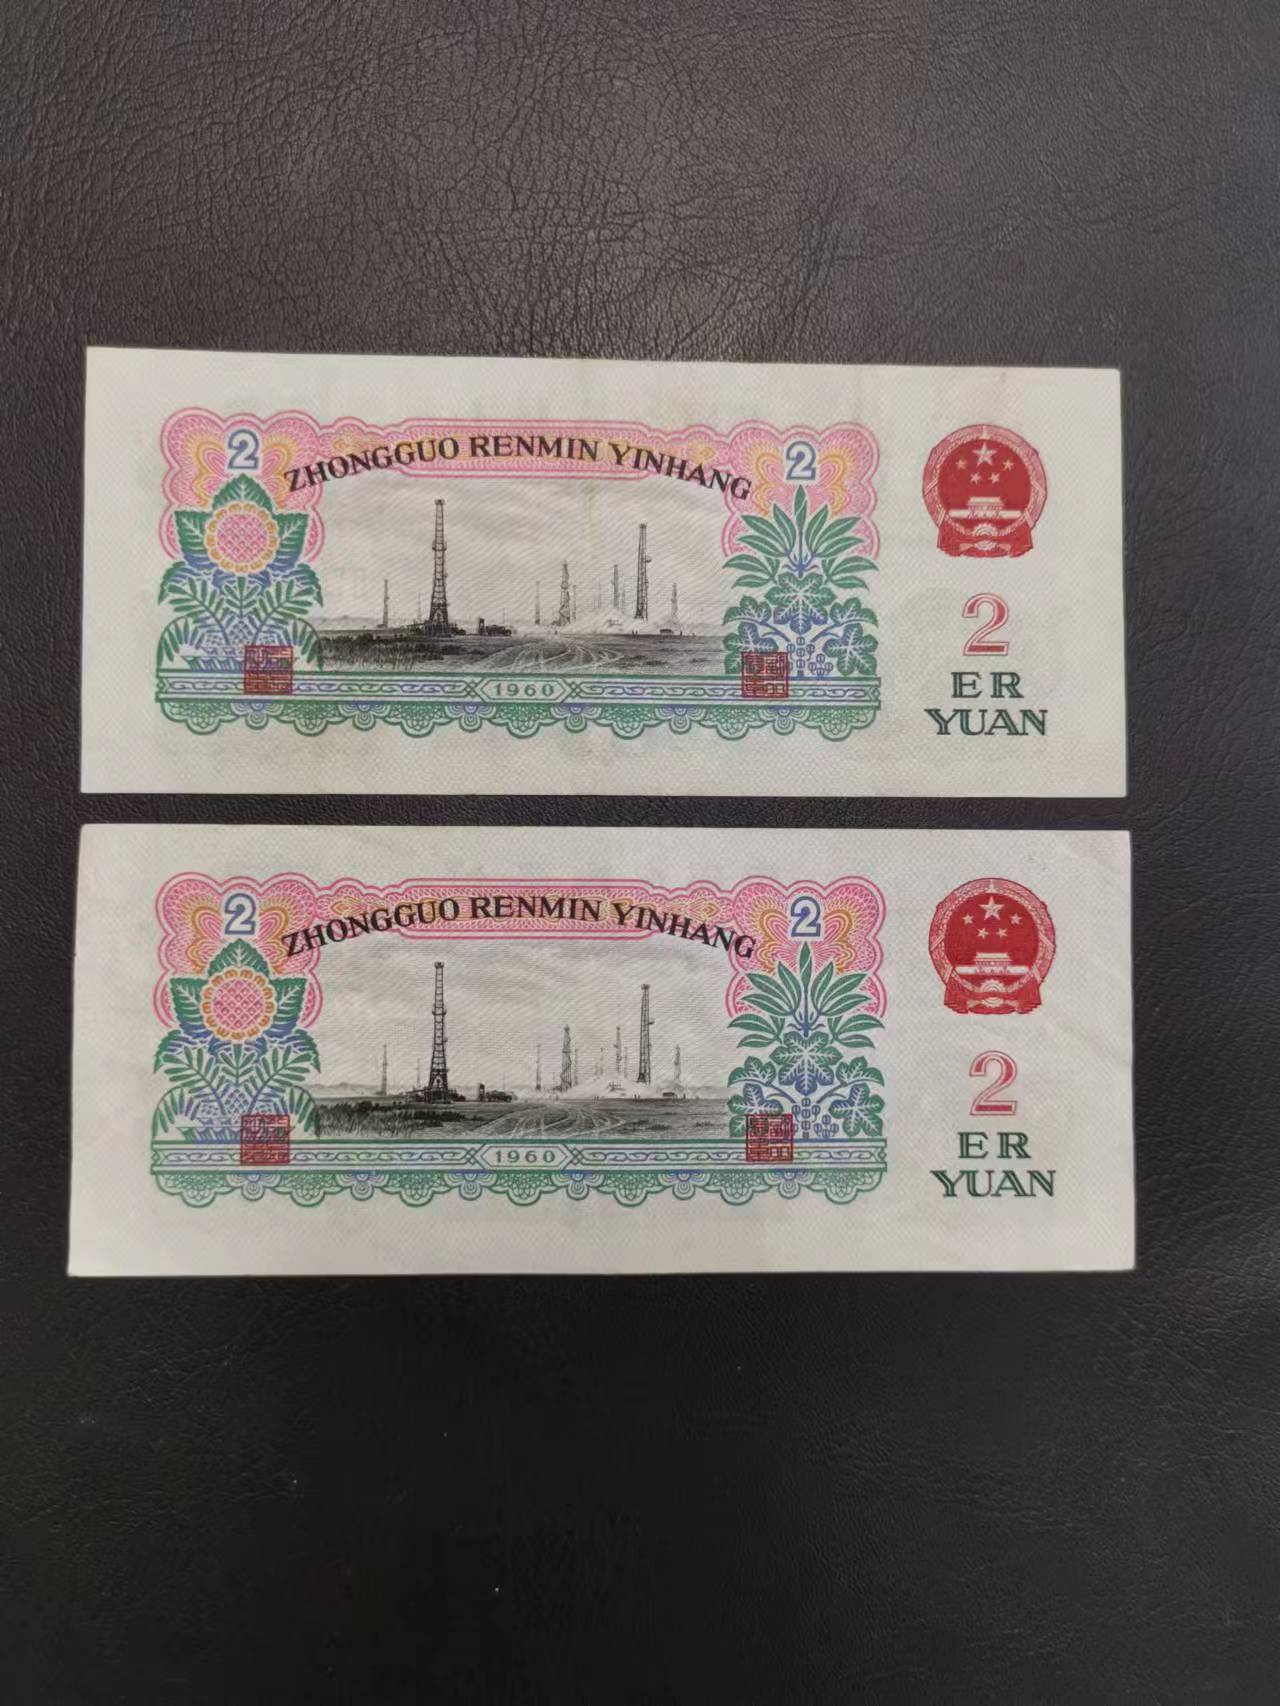 2 ZHONGGUO RENMIN YINHANG 2
2
ER
YUAN
1960
2 ZHONGGUO RENMIN YINHANG 2
2
ER
YUAN
1960